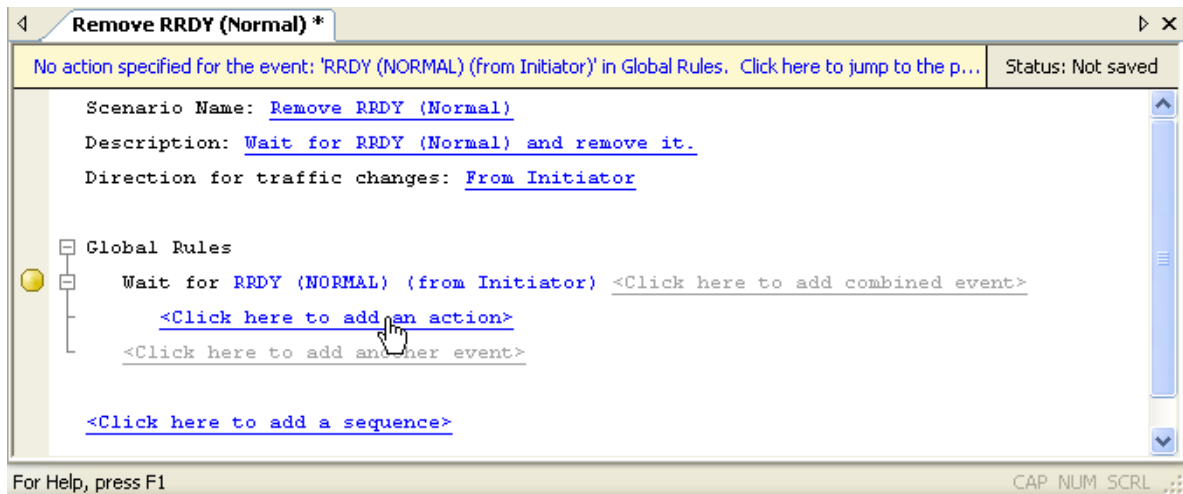 Remove RRDY (Normal) *
No action specified for the event: 'RRDY (NORMAL) (from Initiator)' in Global Rules. Click here to jump to the p... Status: Not saved
Scenario Name: Remove RRDY (Normal)
Description: Wait for RRDY (Normal) and remove it.
Direction for traffic changes: From Initiator
Global Rules
Wait for RRDY (NORMAL) (from Initiator) <Click here to add combined event>
<Click here to add an action>
<Click here to add another event>
<Click here to add a sequence>
For Help, press F1 CAP NUM SCRL